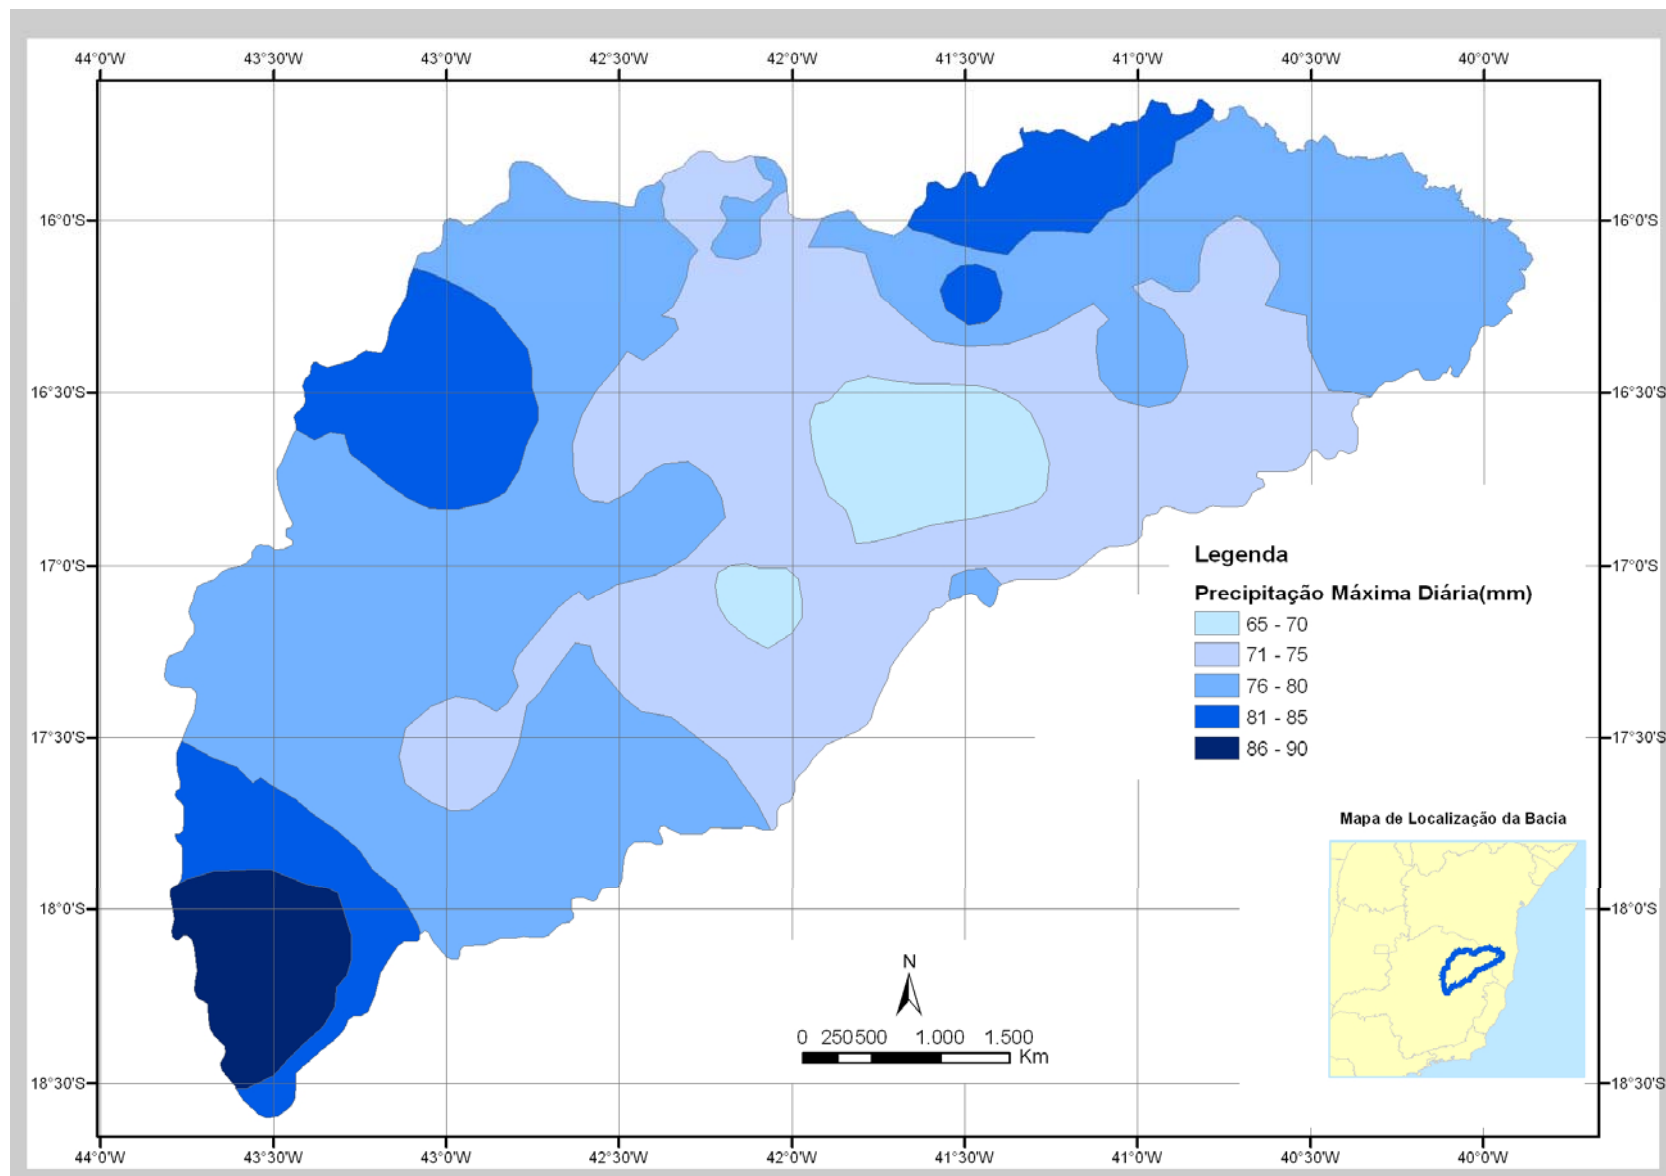 44°0'W 43°30'W 43°0'W 42°30'W 42°0'W 41°30'W 41°0'W 40°30'W 40°0'W
16°0'S 16°0'S
16°30'S 16°30'S
17°0'S 17°0'S
17°30'S 17°30'S
18°0'S 18°0'S
18°30'S 18°30'S
Legenda
Precipitação Máxima Diária(mm)
65 - 70
71 - 75
76 - 80
81 - 85
86 - 90
Mapa de Localização da Bacia
N
0 250 500 1.000 1.500
Km
44°0'W 43°30'W 43°0'W 42°30'W 42°0'W 41°30'W 41°0'W 40°30'W 40°0'W